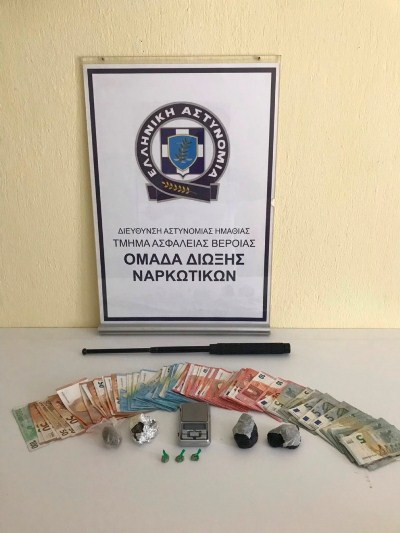 ΕΛΛΗΝΙΚΗ ΑΣΤΥΝΟΜΙΑ
ΔΙΕΥΘΥΝΣΗ ΑΣΤΥΝΟΜΙΑΣ ΗΜΑΘΙΑΣ
ΤΜΗΜΑ ΑΣΦΑΛΕΙΑΣ ΒΕΡΟΙΑΣ
ΟΜΑΔΑ ΔΙΩΞΗΣ
ΝΑΡΚΩΤΙΚΩΝ